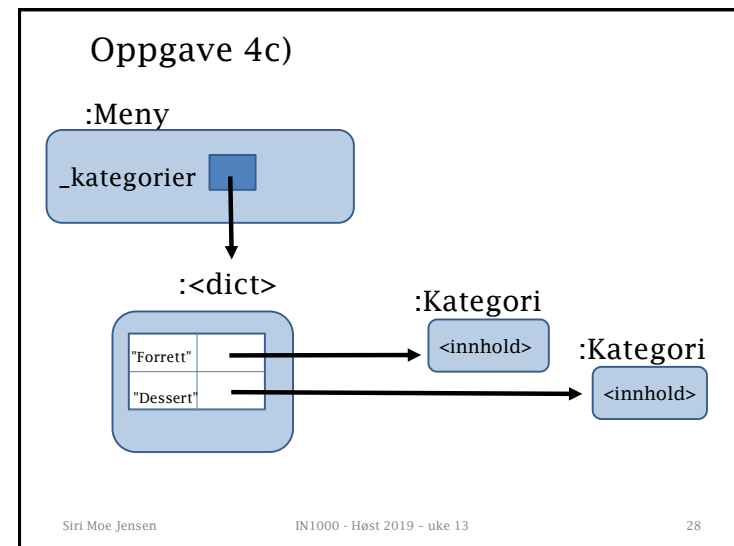 Oppgave 4c)
:Meny
_kategorier
:<dict>
:Kategori
:Kategori
"Forrett"
<innhold>
"Dessert"
<innhold>
Siri Moe Jensen IN1000 - Høst 2019 – uke 13 28